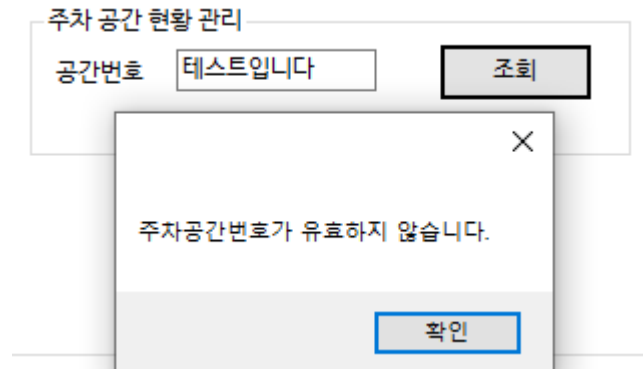 주차 공간 현황 관리
공간번호 테스트입니다 조회
주차공간번호가 유효하지 않습니다.
확인